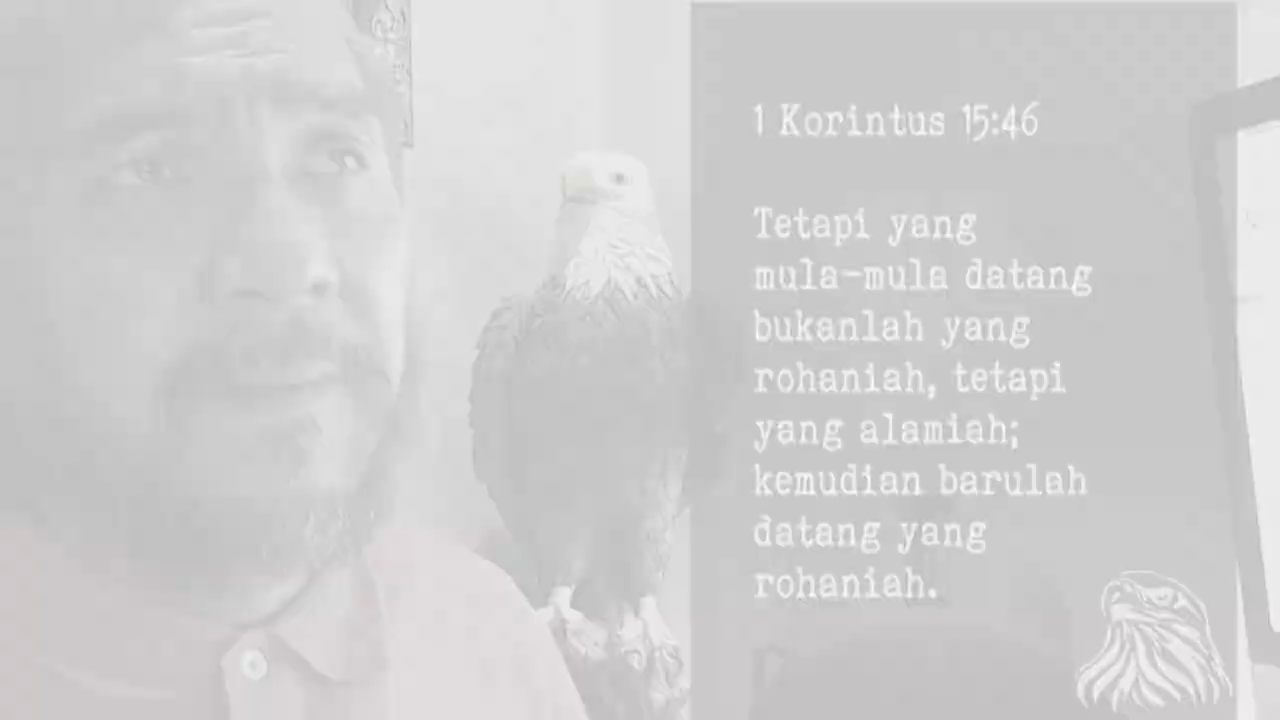 1 Korintus 15:46
Tetapi yang
mula-mula datang
bukanlah yang
rohaniah, tetapi
yang alamiah;
kemudian barulah
datang yang
rohaniah.